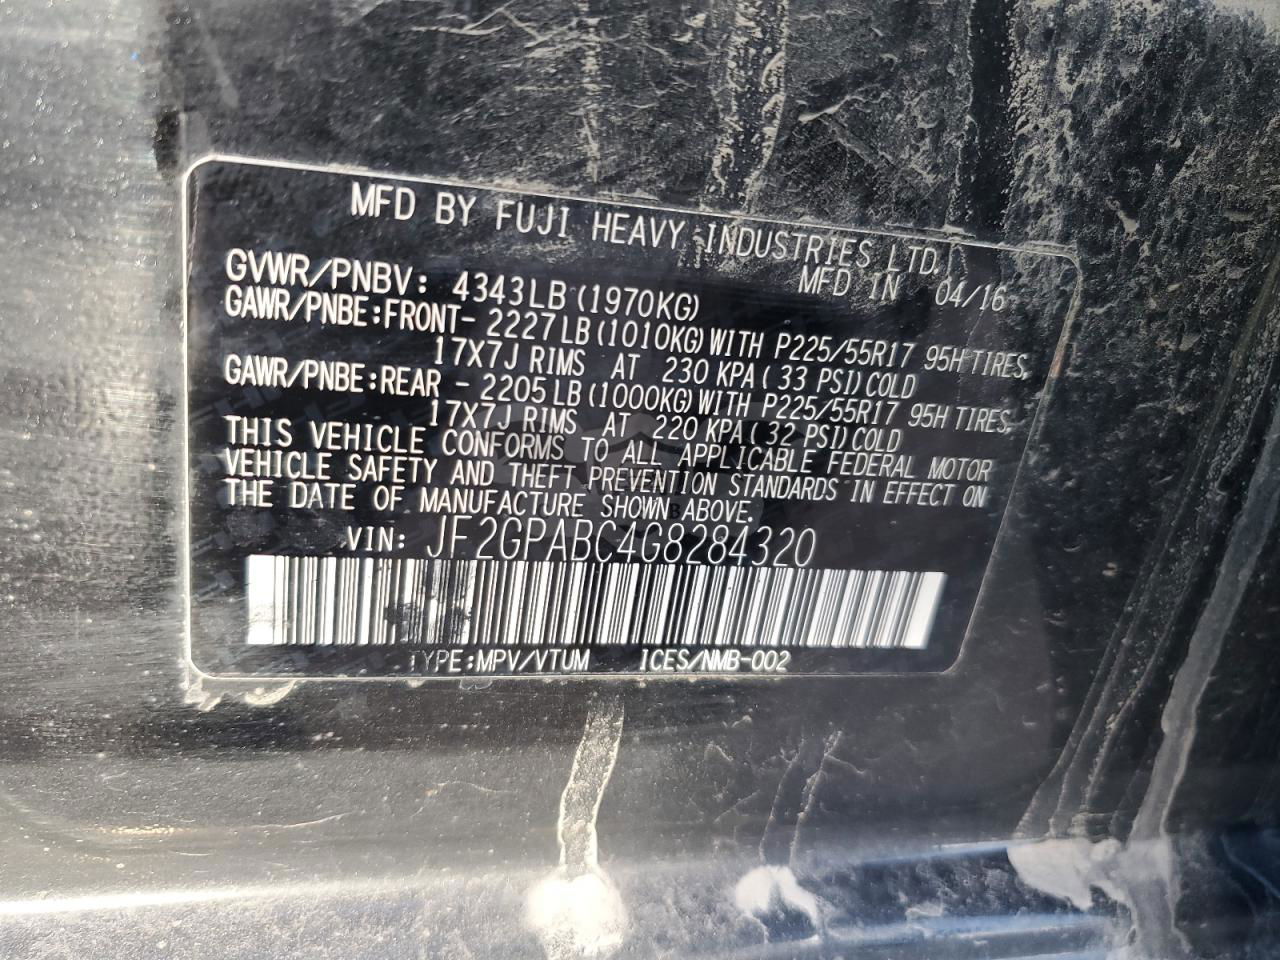 MFD BY FUJI HEAVY INDUSTRIES LTD.
MFD IN 04/16
GVWR/PNBV: 4343LB (1970KG)
GAWR/PNBE:FRONT- 2227LB (1010KG) WITH P225/55R17 95H TIRES,
17X7J RIMS AT 230 KPA ( 33 PSI) COLD
GAWR/PNBE:REAR - 2205LB (1000KG) WITH P225/55R17 95H TIRES,
17X7J RIMS AT 220 KPA ( 32 PSI) COLD
THIS VEHICLE CONFORMS TO ALL APPLICABLE FEDERAL MOTOR
VEHICLE SAFETY AND THEFT PREVENTION STANDARDS IN EFFECT ON
THE DATE OF MANUFACTURE SHOWN ABOVE.
VIN: JF2GPABC4G8284320
TYPE:MPV/VTUM ICES/NMB-002